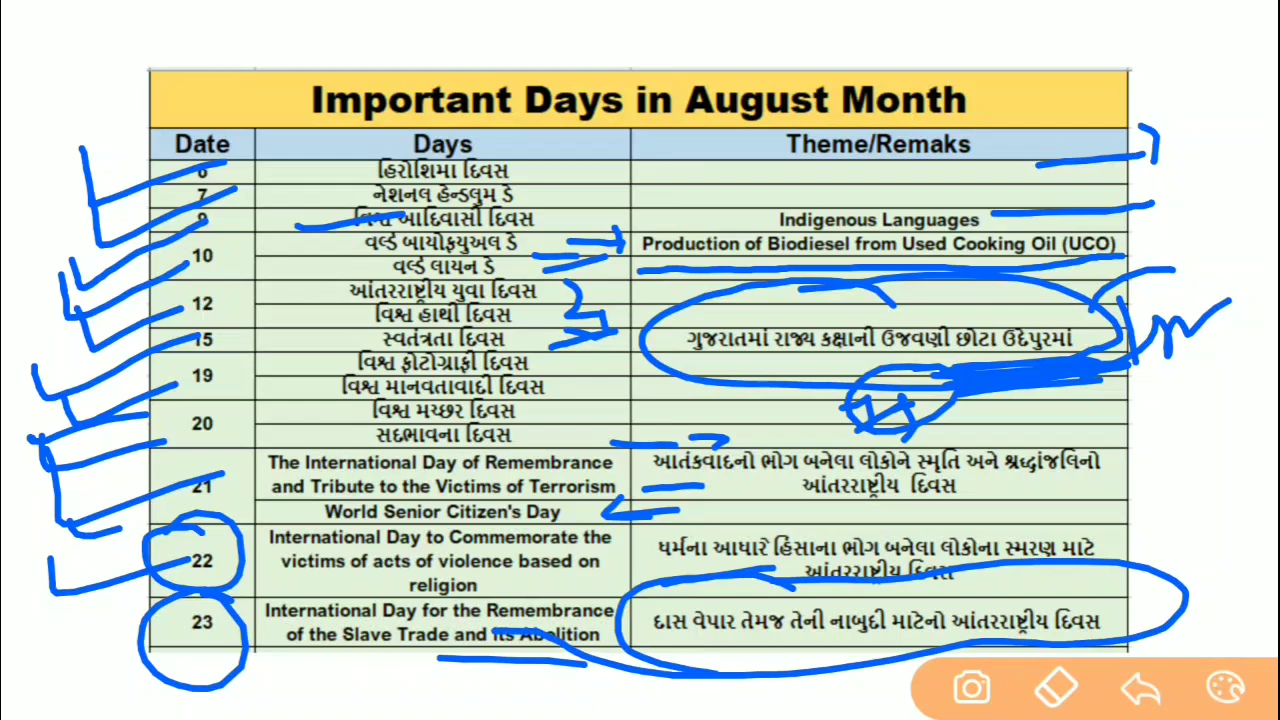 Important Days in August Month
Date Days Theme/Remaks
6 હિરોશિમા દિવસ
7 નેશનલ હેન્ડલુમ ડે
9 વિશ્વ આદિવાસી દિવસ Indigenous Languages
10 વર્લ્ડ બાયોફ્યુઅલ ડે Production of Biodiesel from Used Cooking Oil (UCO)
વર્લ્ડ લાયન ડે
12 આંતરરાષ્ટ્રીય યુવા દિવસ
વિશ્વ હાથી દિવસ
15 સ્વતંત્રતા દિવસ ગુજરાતમાં રાજ્ય કક્ષાની ઉજવણી છોટા ઉદેપુરમાં
19 વિશ્વ ફોટોગ્રાફી દિવસ
વિશ્વ માનવતાવાદી દિવસ
20 વિશ્વ મચ્છર દિવસ
સદભાવના દિવસ
21 The International Day of Remembrance
and Tribute to the Victims of Terrorism
આતંકવાદનો ભોગ બનેલા લોકોને સ્મૃતિ અને શ્રદ્ધાંજલિનો
આંતરરાષ્ટ્રીય દિવસ
World Senior Citizen's Day
22 International Day to Commemorate the
victims of acts of violence based on
religion
ધર્મના આધારે હિંસાના ભોગ બનેલા લોકોના સ્મરણ માટે
આંતરરાષ્ટ્રીય દિવસ
23 International Day for the Remembrance
of the Slave Trade and its Abolition
દાસ વેપાર તેમજ તેની નાબુદી માટેનો આંતરરાષ્ટ્રીય દિવસ